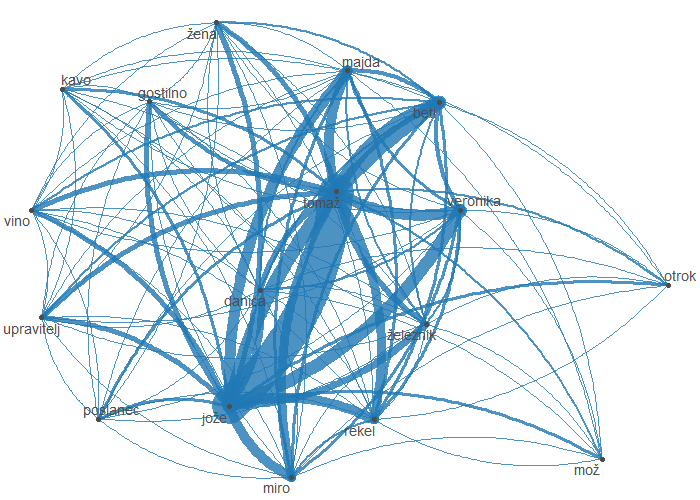 žena
majda
kavo
gostilno
beti
tomaž
veronika
vino
otrok
danica
upravitelj
železnik
poslanec
jože
rekel
mož
miro